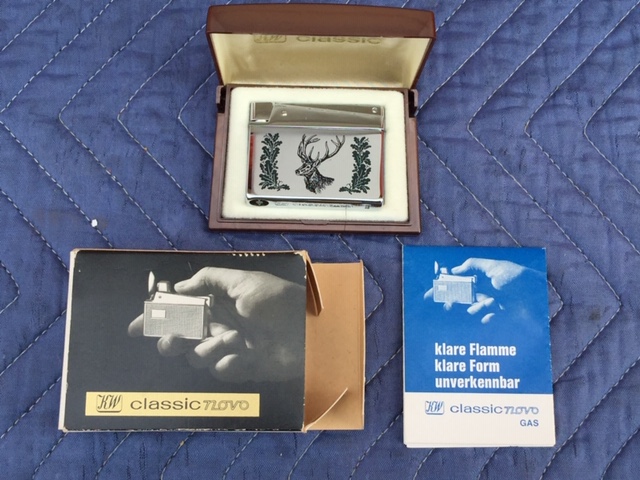 KW classic
KW classic novo
klare Flamme
klare Form
unverkennbar
KW classic novo
GAS